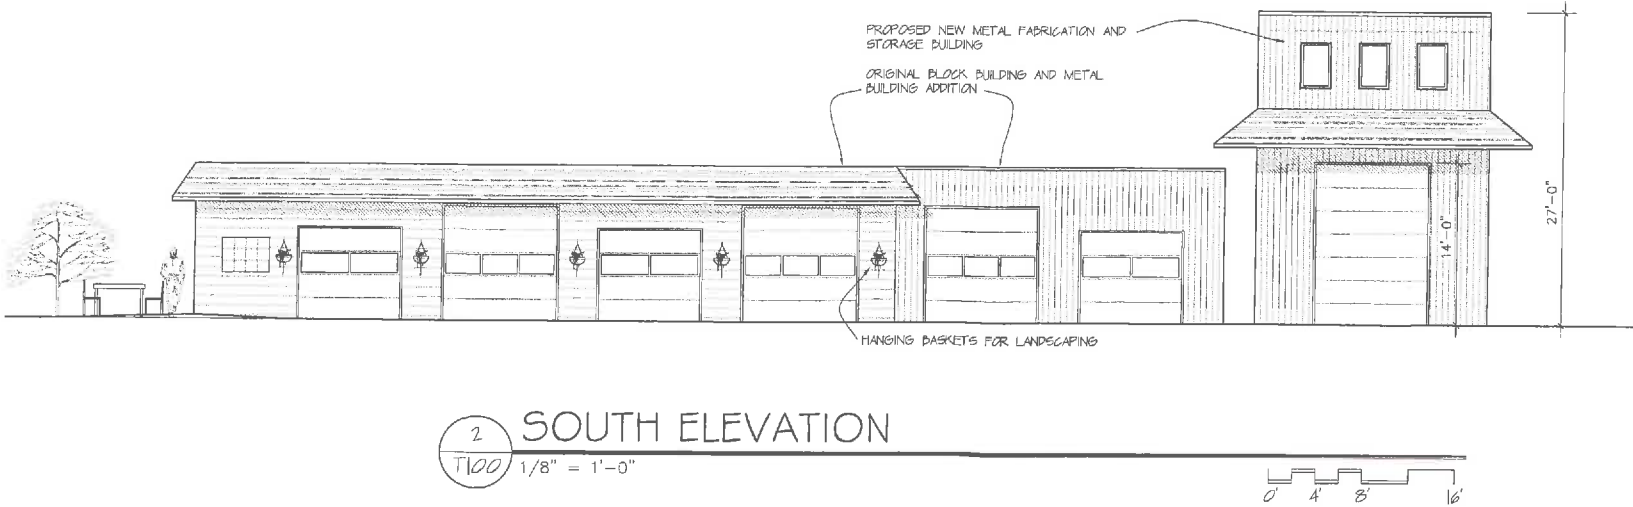 PROPOSED NEW METAL FABRICATION AND
STORAGE BUILDING
ORIGINAL BLOCK BUILDING AND METAL
BUILDING ADDITION
27'-0"
14'-0"
HANGING BASKETS FOR LANDSCAPING
2
T100
SOUTH ELEVATION
1/8" = 1'-0"
0' 4' 8' 16'